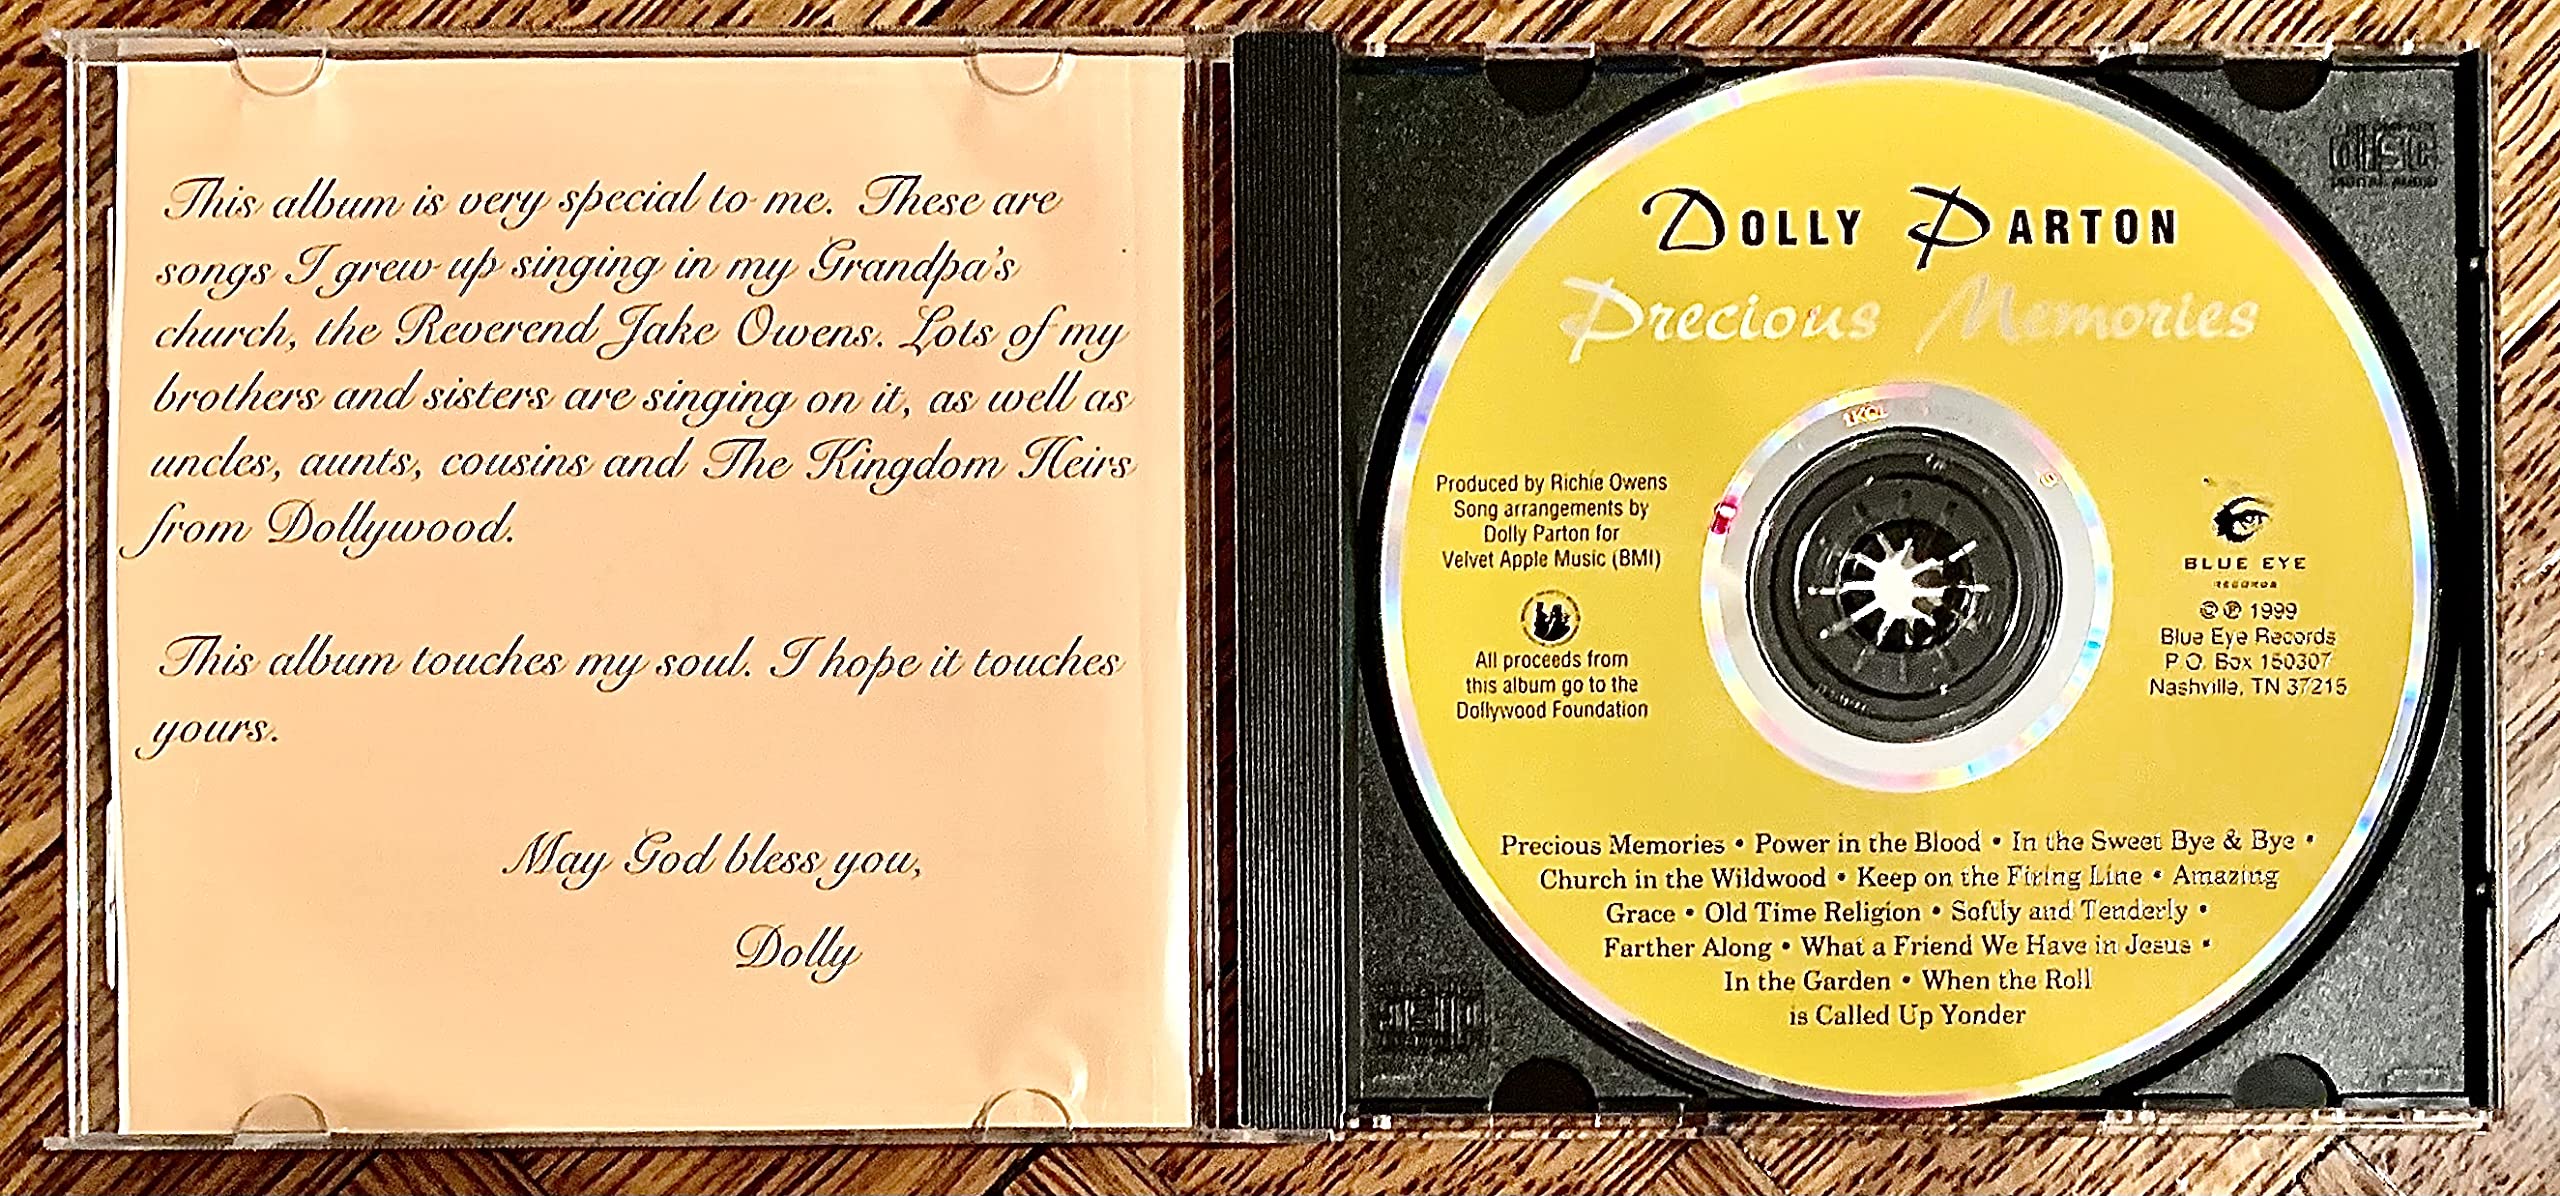 This album is very special to me. These are
songs I grew up singing in my Grandpa's
church, the Reverend Jake Owens. Lots of my
brothers and sisters are singing on it, as well as
uncles, aunts, cousins and The Kingdom Heirs
from Dollywood.
This album touches my soul. I hope it touches
yours.
May God bless you,
Dolly
DOLLY PARTON
Precious Memories
Produced by Richie Owens
Song arrangements by
Dolly Parton for
Velvet Apple Music (BMI)
All proceeds from
this album go to the
Dollywood Foundation
BLUE EYE
RECORDS
© ℗ 1999
Blue Eye Records
P.O. Box 150307
Nashville, TN 37215
Precious Memories • Power in the Blood • In the Sweet Bye & Bye •
Church in the Wildwood • Keep on the Firing Line • Amazing
Grace • Old Time Religion • Softly and Tenderly •
Farther Along • What a Friend We Have in Jesus •
In the Garden • When the Roll
is Called Up Yonder
disc
DIGITAL AUDIO